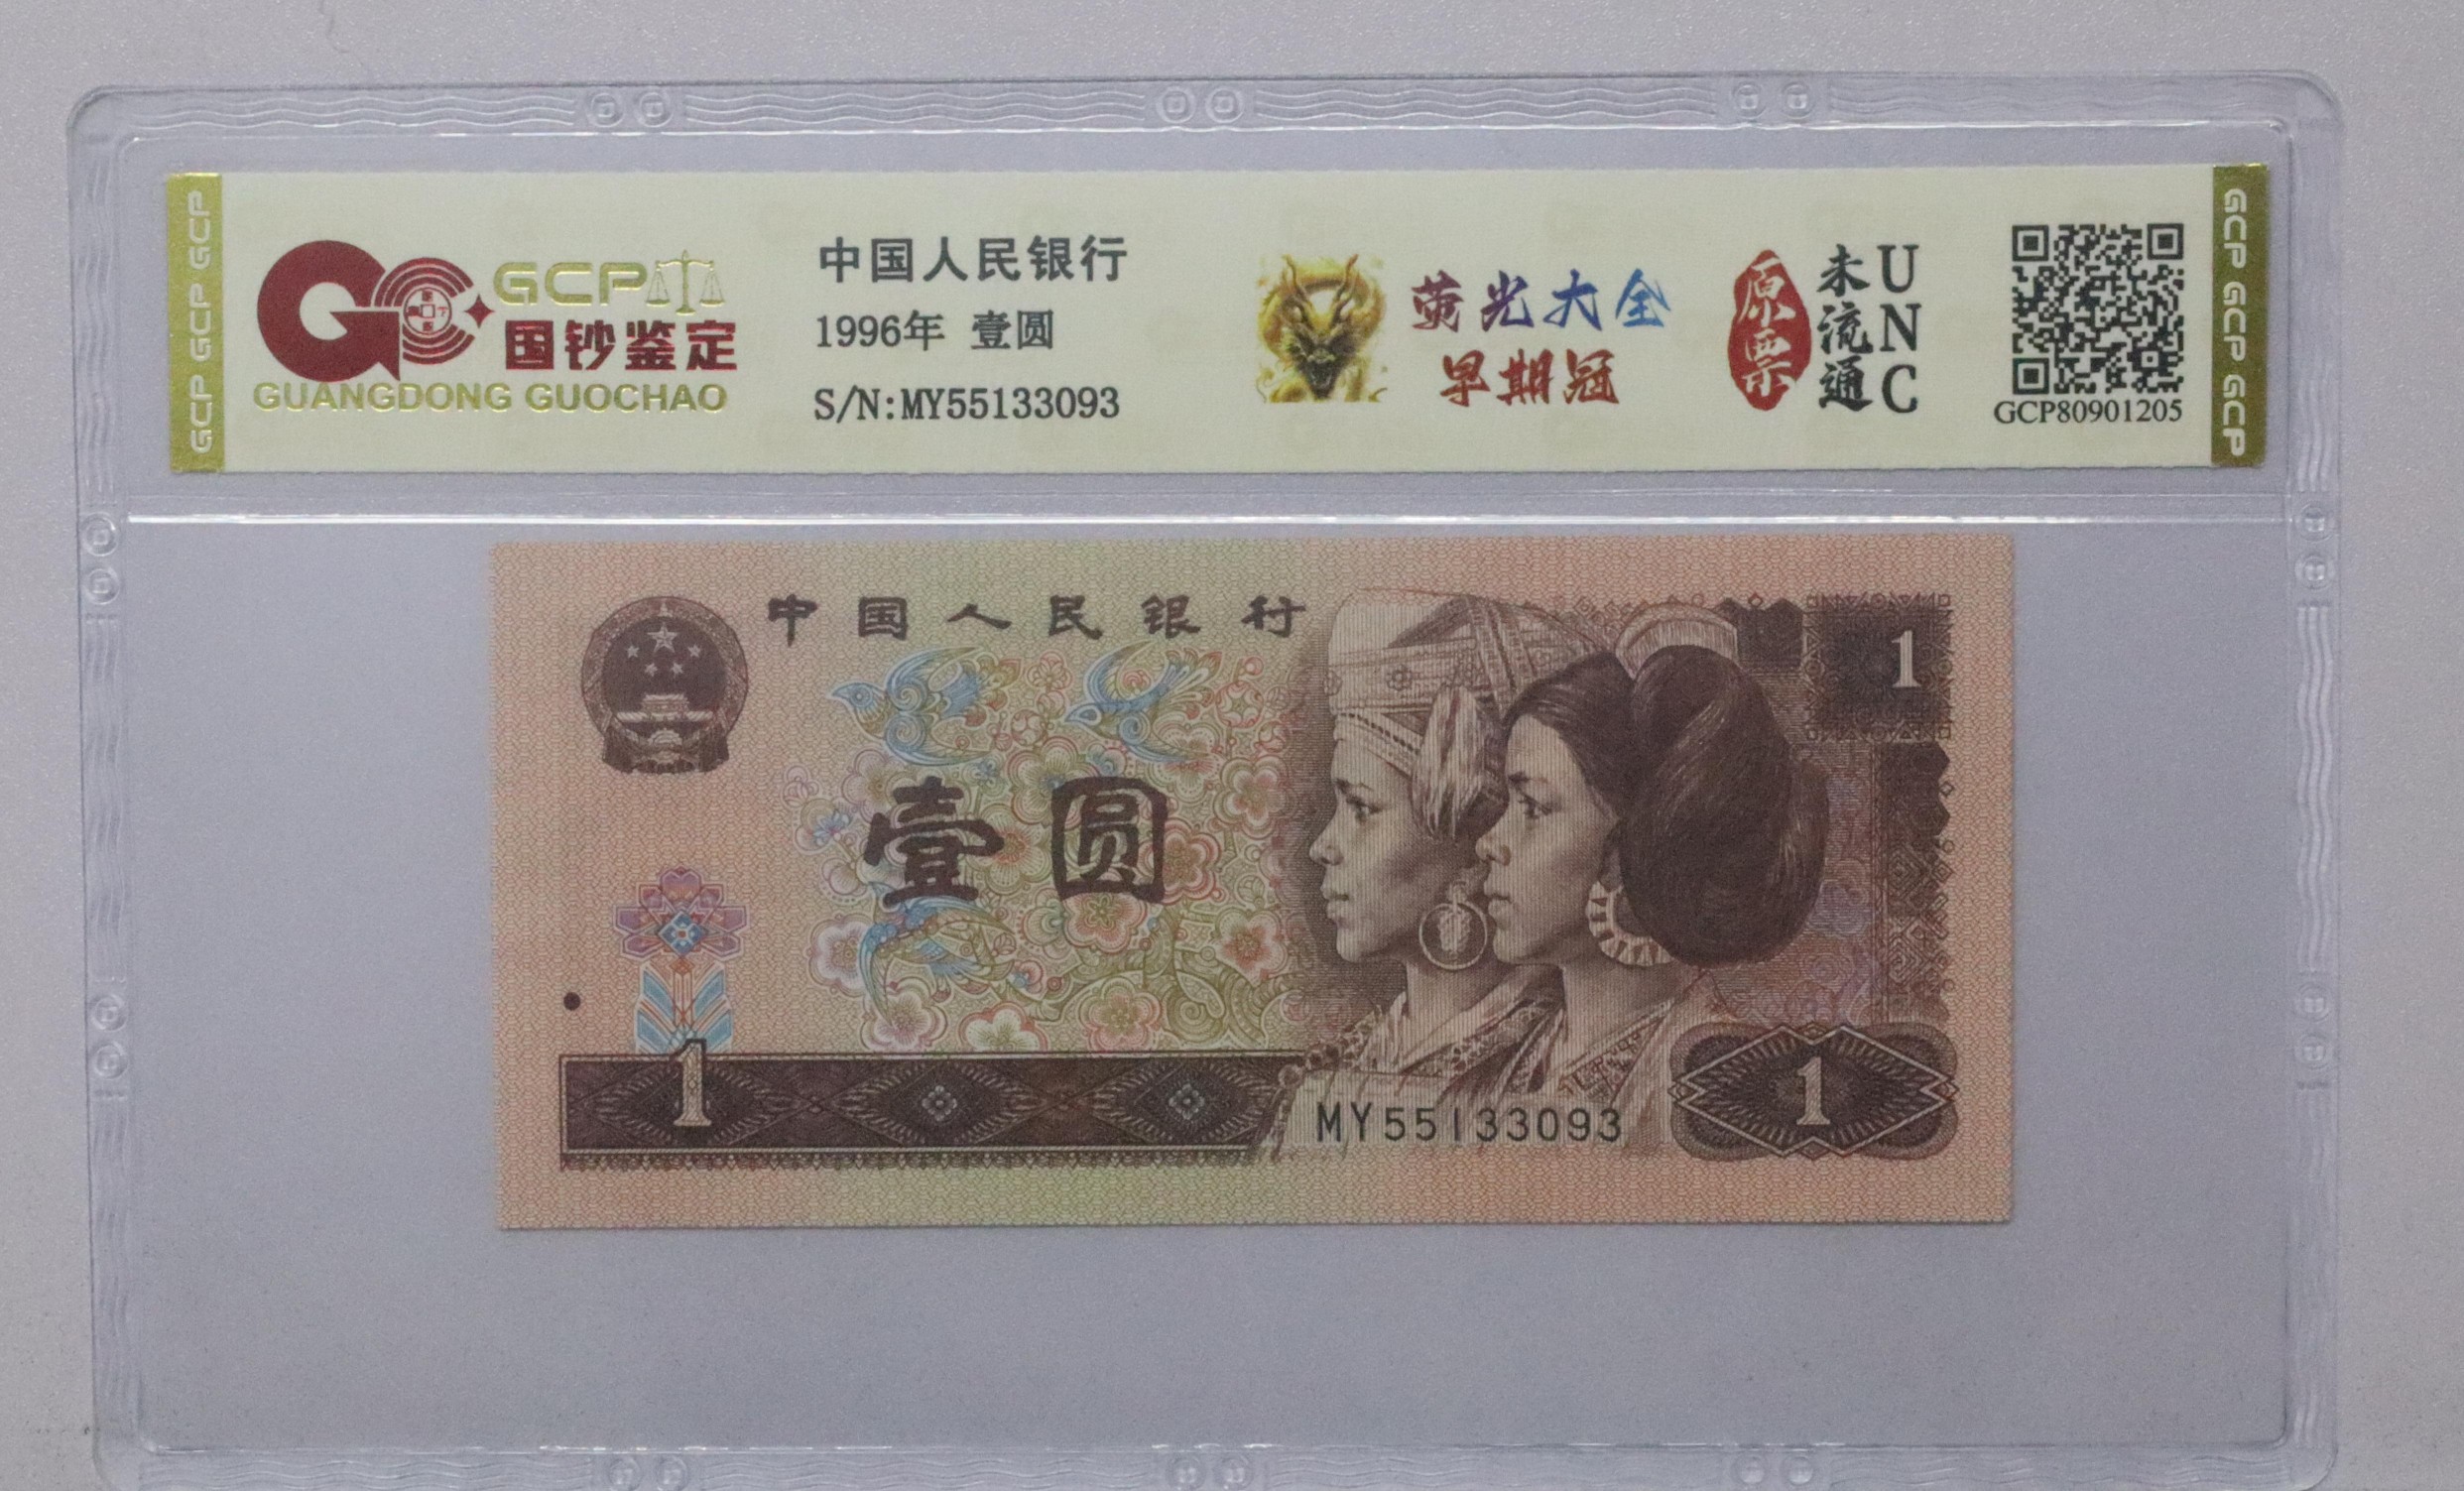 GCP GCP GCP
GCP
国钞鉴定
GUANGDONG GUOCHAO
中国人民银行
1996年 壹圆
S/N:MY55133093
荧光大全
早期冠
原票
未流通
UNC
GCP80901205
GCP GCP GCP
中国人民银行
1
壹圆
1
MY55133093
1